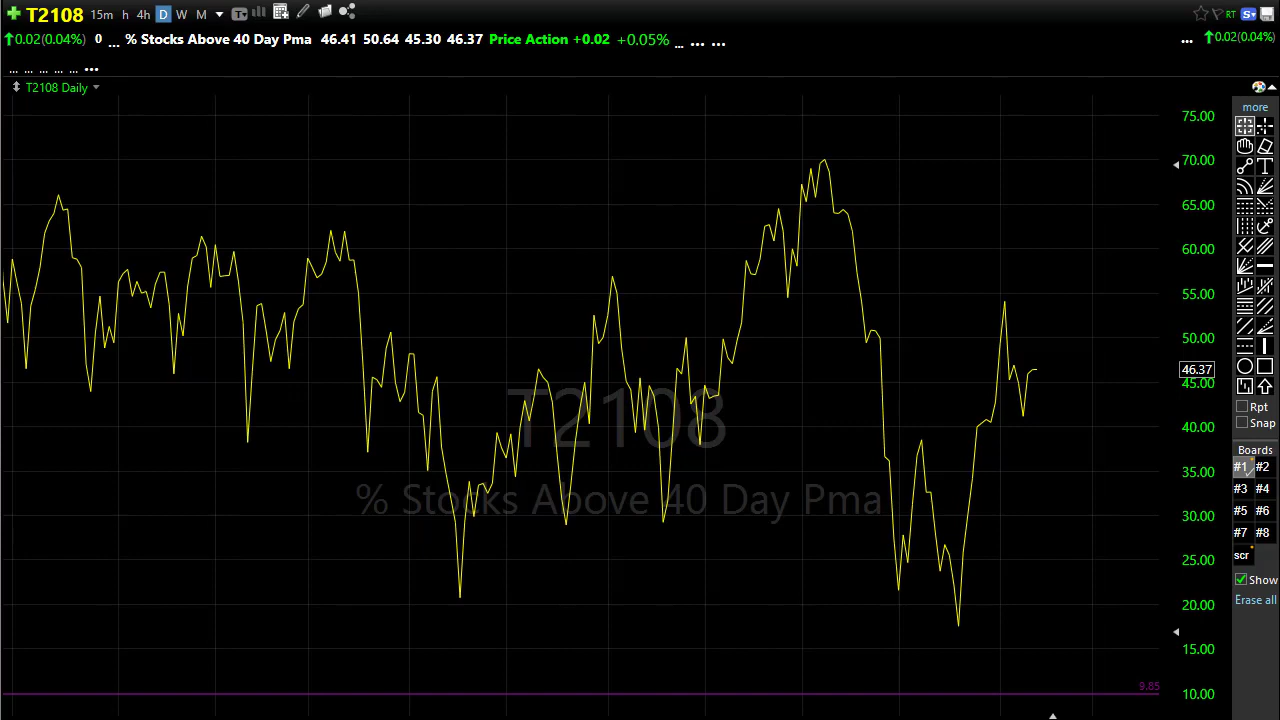 T2108 15m h 4h D W M T RT S
0.02(0.04%) 0 ... % Stocks Above 40 Day Pma 46.41 50.64 45.30 46.37 Price Action +0.02 +0.05% ... ... ... ... 0.02(0.04%)
... ... ... ... ... ...
T2108 Daily
more
75.00
70.00
65.00
60.00
55.00
50.00
46.37
45.00
40.00
35.00
30.00
25.00
20.00
15.00
10.00
9.85
T2108
% Stocks Above 40 Day Pma
T
Rpt
Snap
Boards
#1 #2
#3 #4
#5 #6
#7 #8
scr
Show
Erase all